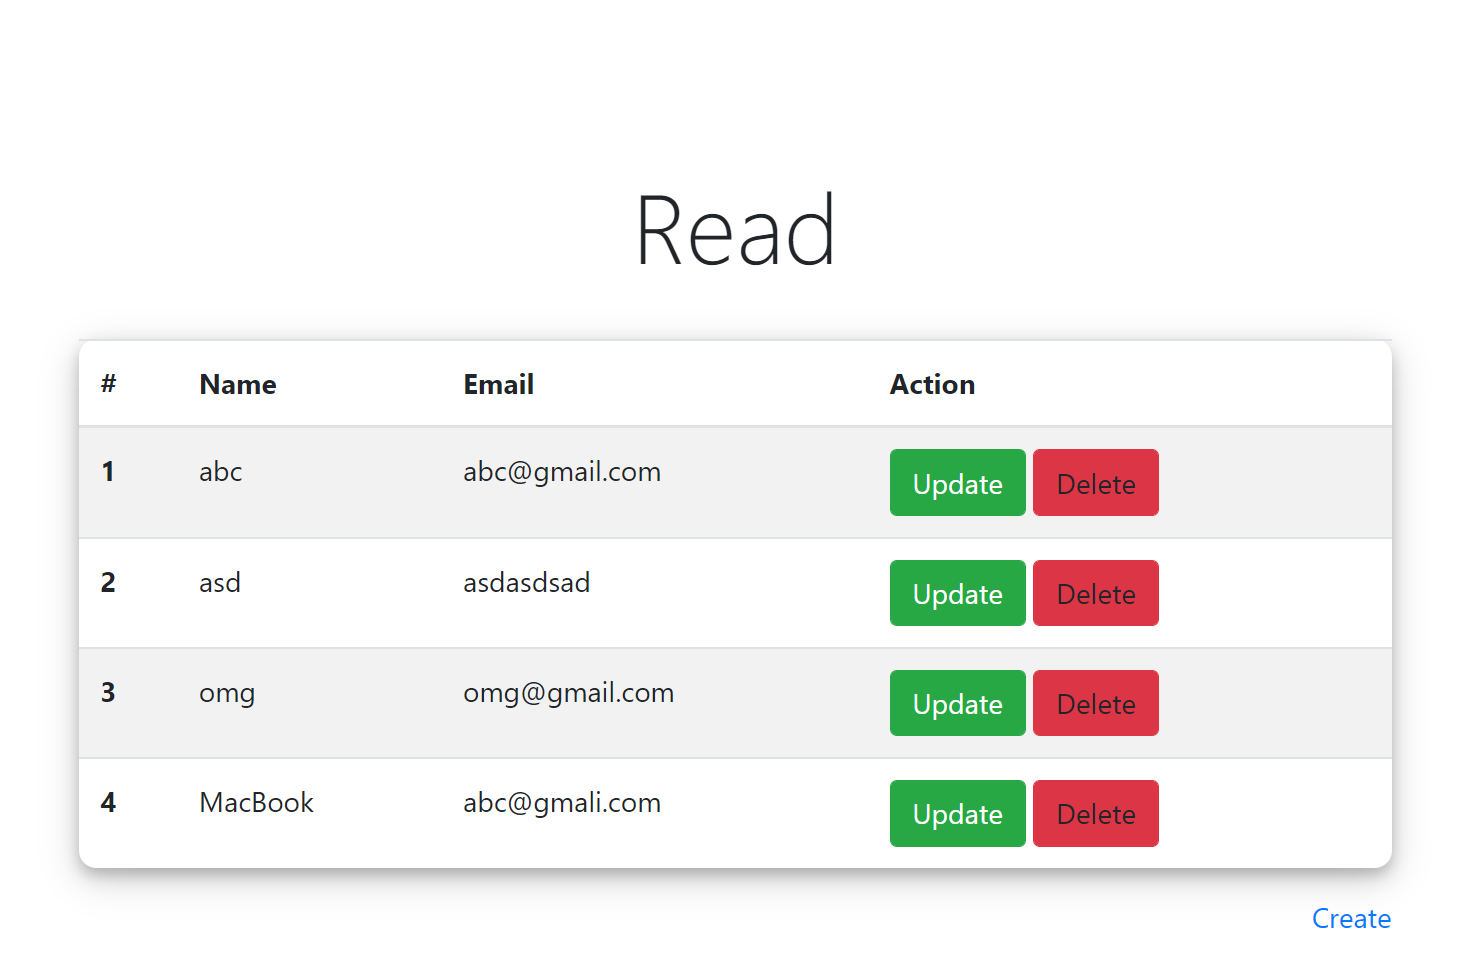 Read
# Name Email Action
1 abc abc@gmail.com Update Delete
2 asd asdasdsad Update Delete
3 omg omg@gmail.com Update Delete
4 MacBook abc@gmali.com Update Delete
Create